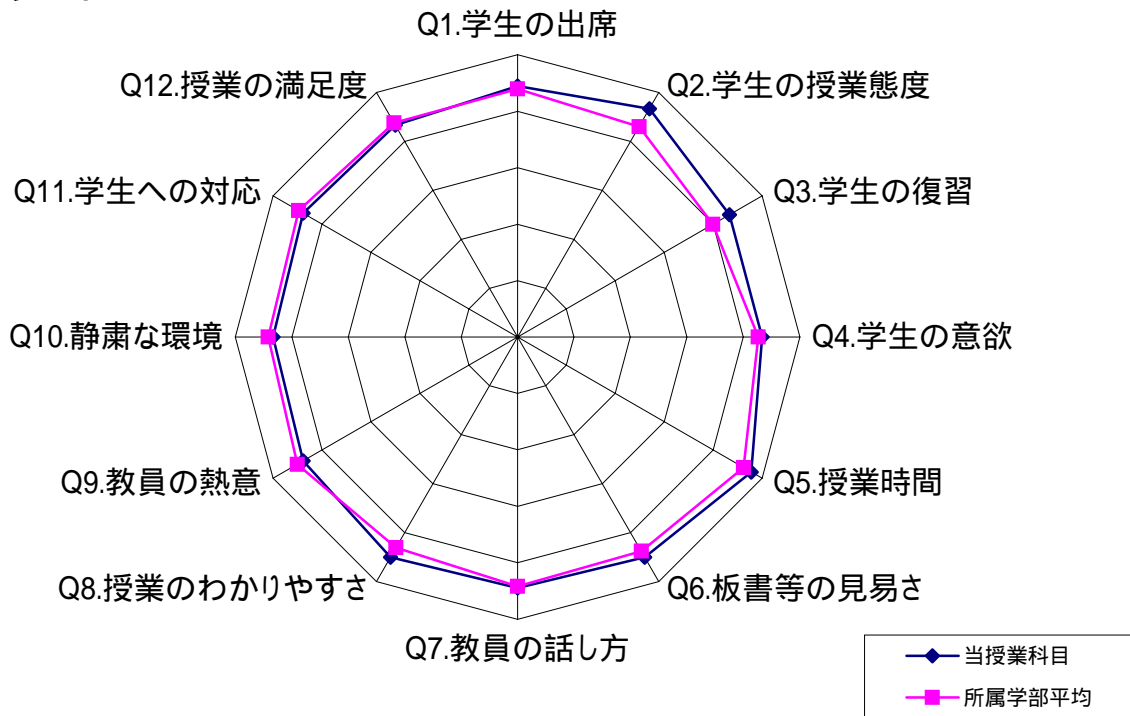 Q1.学生の出席
Q2.学生の授業態度
Q3.学生の復習
Q4.学生の意欲
Q5.授業時間
Q6.板書等の見易さ
Q7.教員の話し方
Q8.授業のわかりやすさ
Q9.教員の熱意
Q10.静粛な環境
Q11.学生への対応
Q12.授業の満足度
当授業科目
所属学部平均